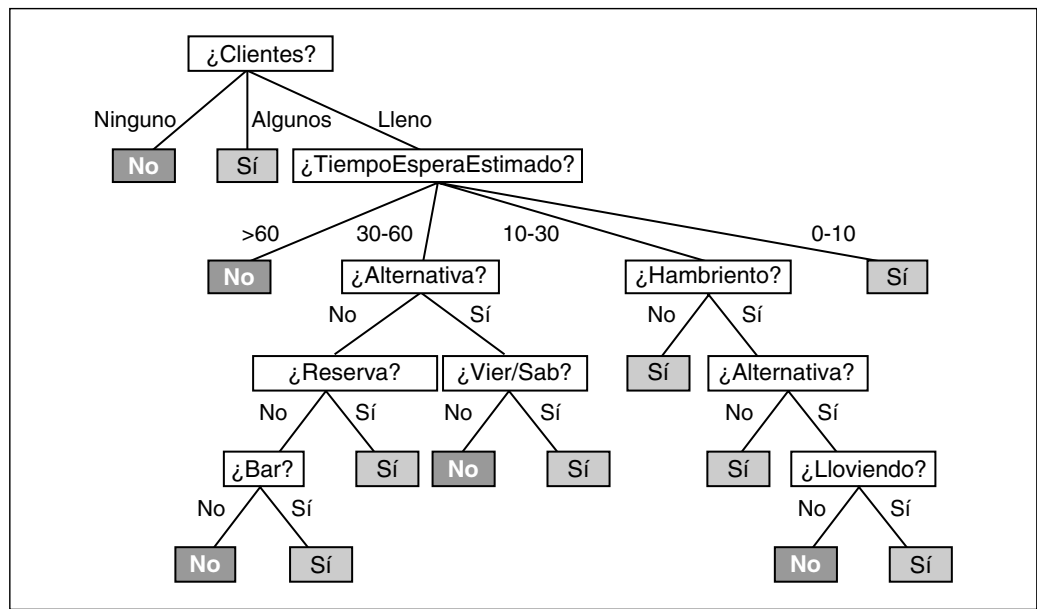 ¿Clientes?
Ninguno Algunos Lleno
No Sí ¿TiempoEsperaEstimado?
>60 30-60 10-30 0-10
No ¿Alternativa? ¿Hambriento? Sí
No Sí No Sí
¿Reserva? ¿Vier/Sab? Sí ¿Alternativa?
No Sí No Sí No Sí
¿Bar? Sí No Sí Sí ¿Lloviendo?
No Sí No Sí
No Sí No Sí